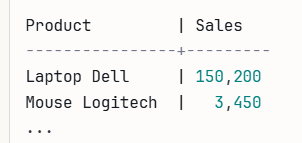 Product         | Sales
----------------+---------
Laptop Dell     | 150,200
Mouse Logitech  |   3,450
...